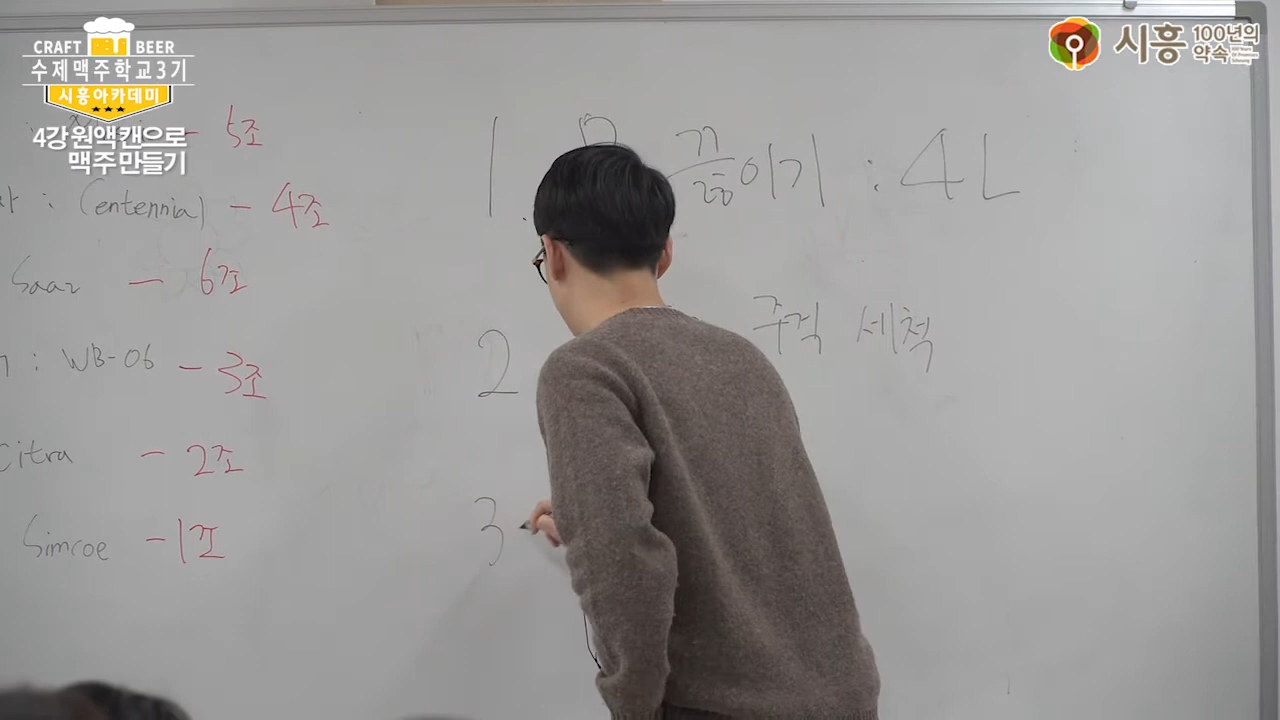 CRAFT BEER
수제맥주학교3기
시흥아카데미
4강 원액캔으로
맥주 만들기
시흥 100년의 약속
- 5조
: Centennial - 4조
Saaz - 6조
: WB-06 - 3조
Citra - 2조
Simcoe - 1조
1. 끓이기 : 4L
2 주걱 세척
3